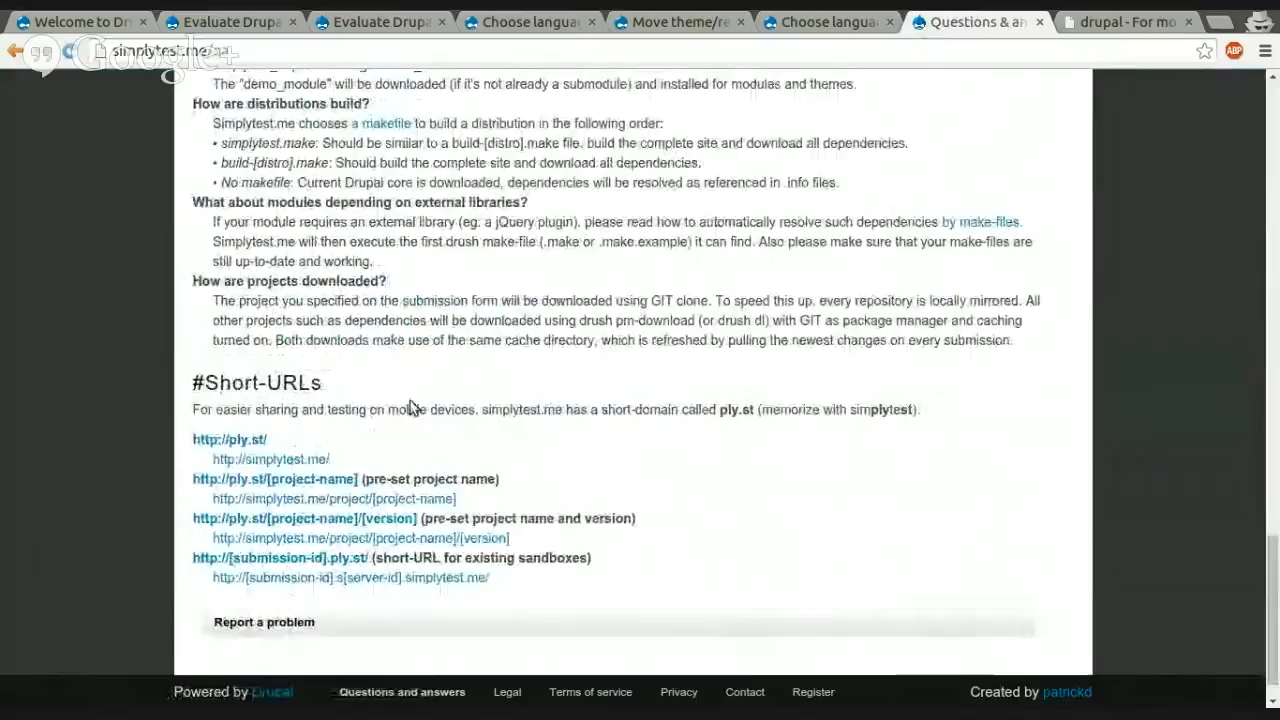 Welcome to Dr
Evaluate Drupa
Evaluate Drupa
Choose langua
Move theme/re
Choose langua
Questions & an
drupal - For mo
simplytest.me/
Google+
ABP
The "demo_module" will be downloaded (if it's not already a submodule) and installed for modules and themes.
How are distributions build?
Simplytest.me chooses a makefile to build a distribution in the following order:
• simplytest.make: Should be similar to a build-[distro].make file, build the complete site and download all dependencies.
• build-[distro].make: Should build the complete site and download all dependencies.
• No makefile: Current Drupal core is downloaded, dependencies will be resolved as referenced in .info files.
What about modules depending on external libraries?
If your module requires an external library (eg. a jQuery plugin), please read how to automatically resolve such dependencies by make-files.
Simplytest.me will then execute the first drush make-file (.make or .make.example) it can find. Also please make sure that your make-files are
still up-to-date and working.
How are projects downloaded?
The project you specified on the submission form will be downloaded using GIT clone. To speed this up, every repository is locally mirrored. All
other projects such as dependencies will be downloaded using drush pm-download (or drush dl) with GIT as package manager and caching
turned on. Both downloads make use of the same cache directory, which is refreshed by pulling the newest changes on every submission.
#Short-URLs
For easier sharing and testing on mobile devices, simplytest.me has a short-domain called ply.st (memorize with simplytest).
http://ply.st/
http://simplytest.me/
http://ply.st/[project-name] (pre-set project name)
http://simplytest.me/project/[project-name]
http://ply.st/[project-name]/[version] (pre-set project name and version)
http://simplytest.me/project/[project-name]/[version]
http://[submission-id].ply.st/ (short-URL for existing sandboxes)
http://[submission-id].s[server-id].simplytest.me/
Report a problem
Powered by Drupal
Questions and answers
Legal
Terms of service
Privacy
Contact
Register
Created by patrickd